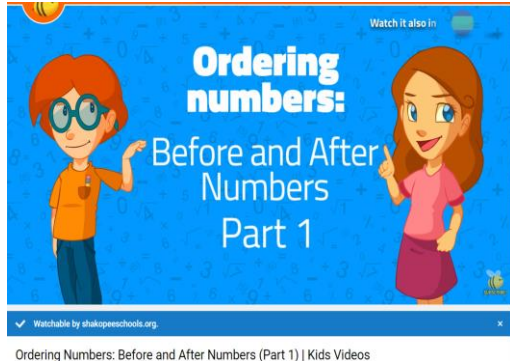 Watch it also in
Ordering
numbers:
Before and After
Numbers
Part 1
Watchable by shakopeeschools.org.
Ordering Numbers: Before and After Numbers (Part 1) | Kids Videos